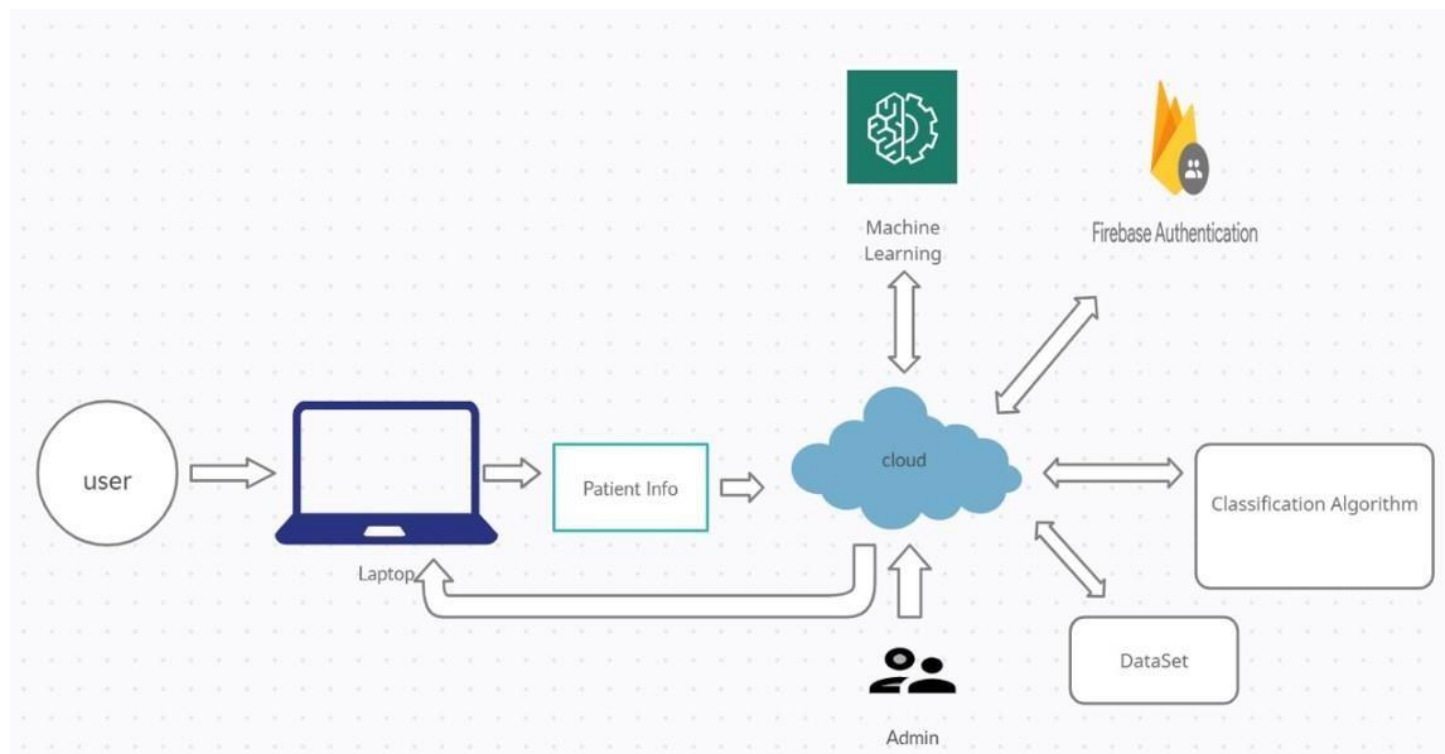 Machine
Learning
Firebase Authentication
user
Laptop
Patient Info
cloud
Classification Algorithm
DataSet
Admin